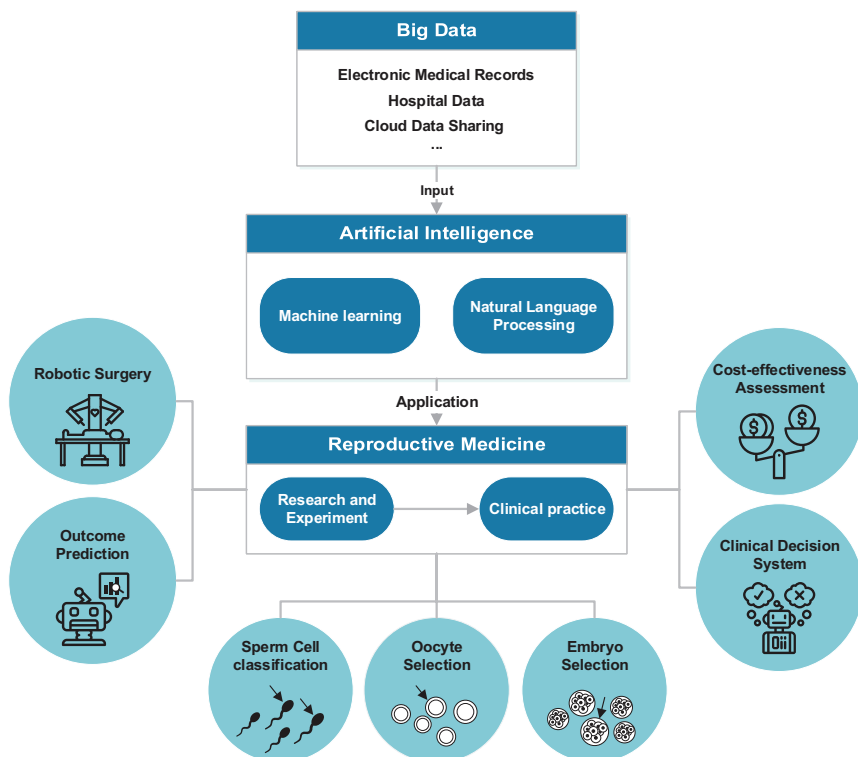 Big Data
Electronic Medical Records
Hospital Data
Cloud Data Sharing
...
Input
Artificial Intelligence
Machine learning
Natural Language
Processing
Application
Reproductive Medicine
Research and
Experiment
Clinical practice
Robotic Surgery
Outcome
Prediction
Cost-effectiveness
Assessment
$
$
Clinical Decision
System
Sperm Cell
classification
Oocyte
Selection
Embryo
Selection